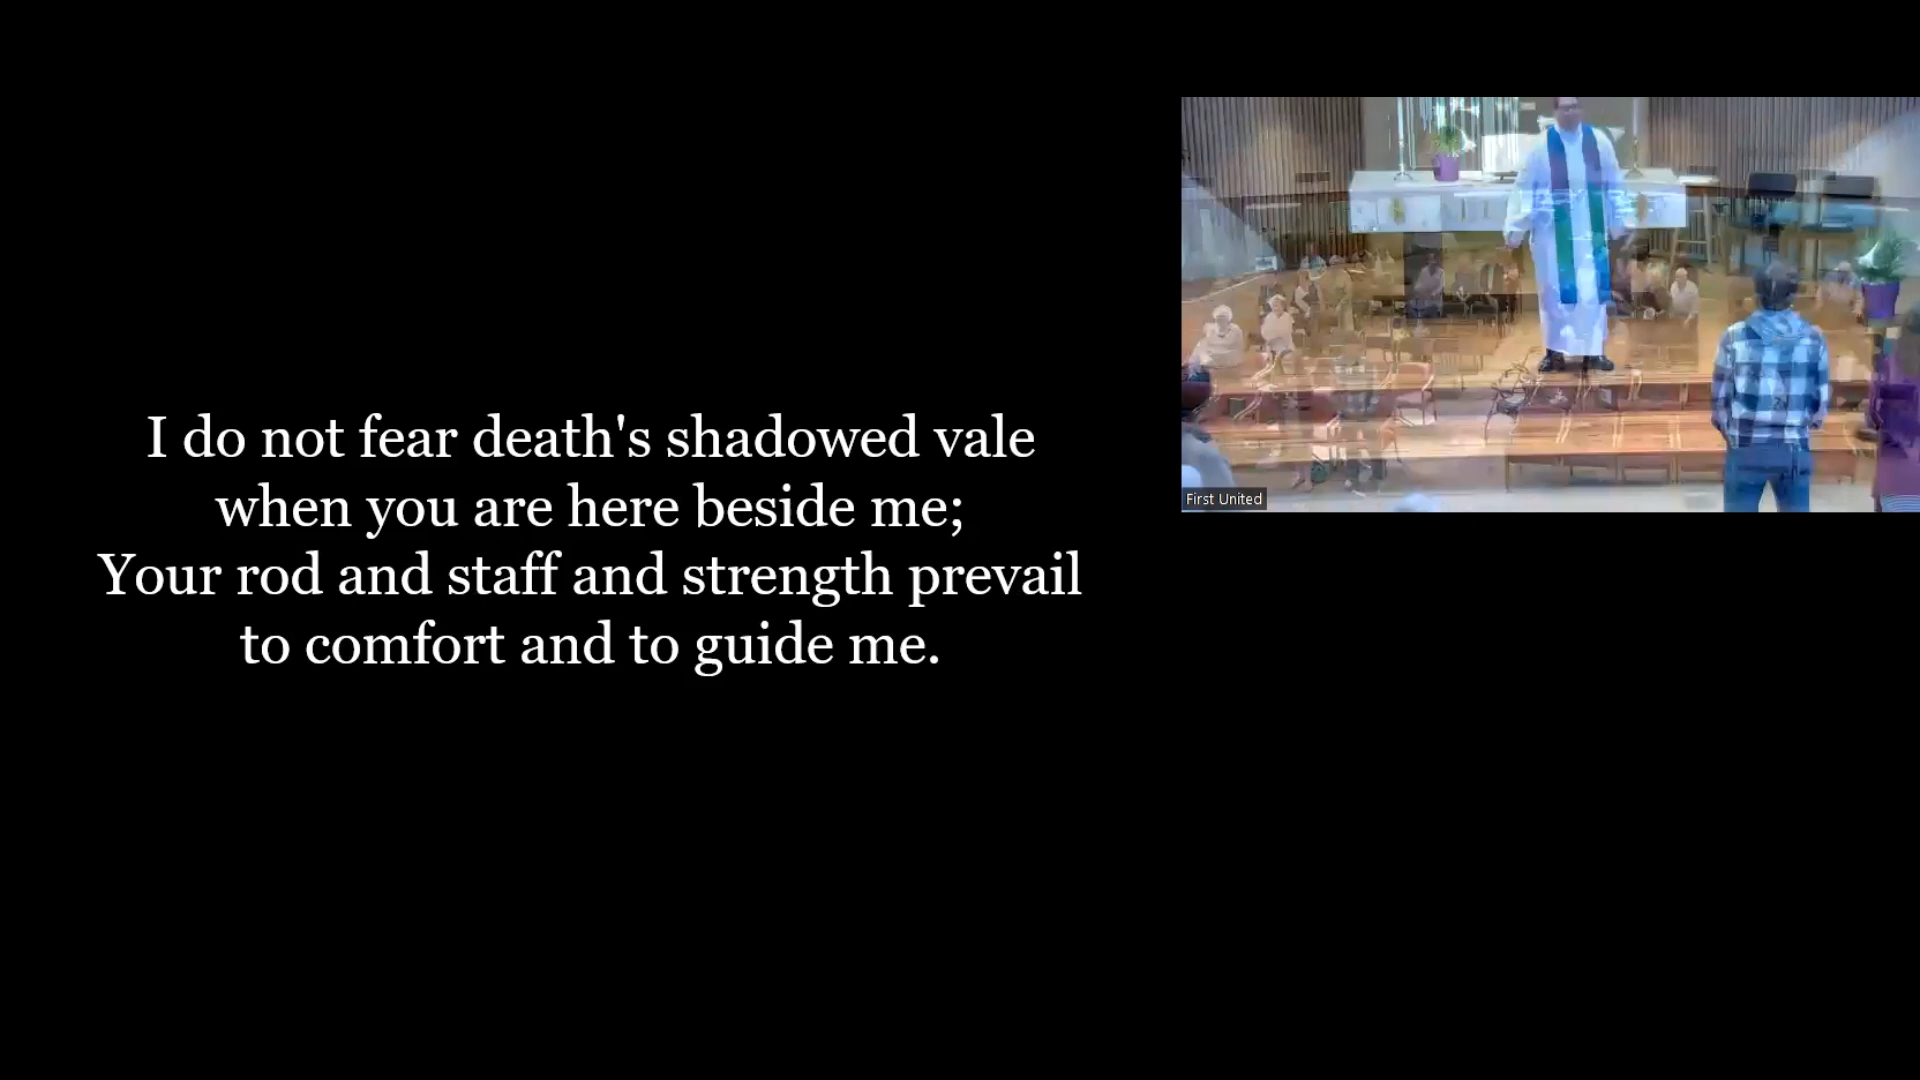 I do not fear death's shadowed vale
when you are here beside me;
Your rod and staff and strength prevail
to comfort and to guide me.
First United